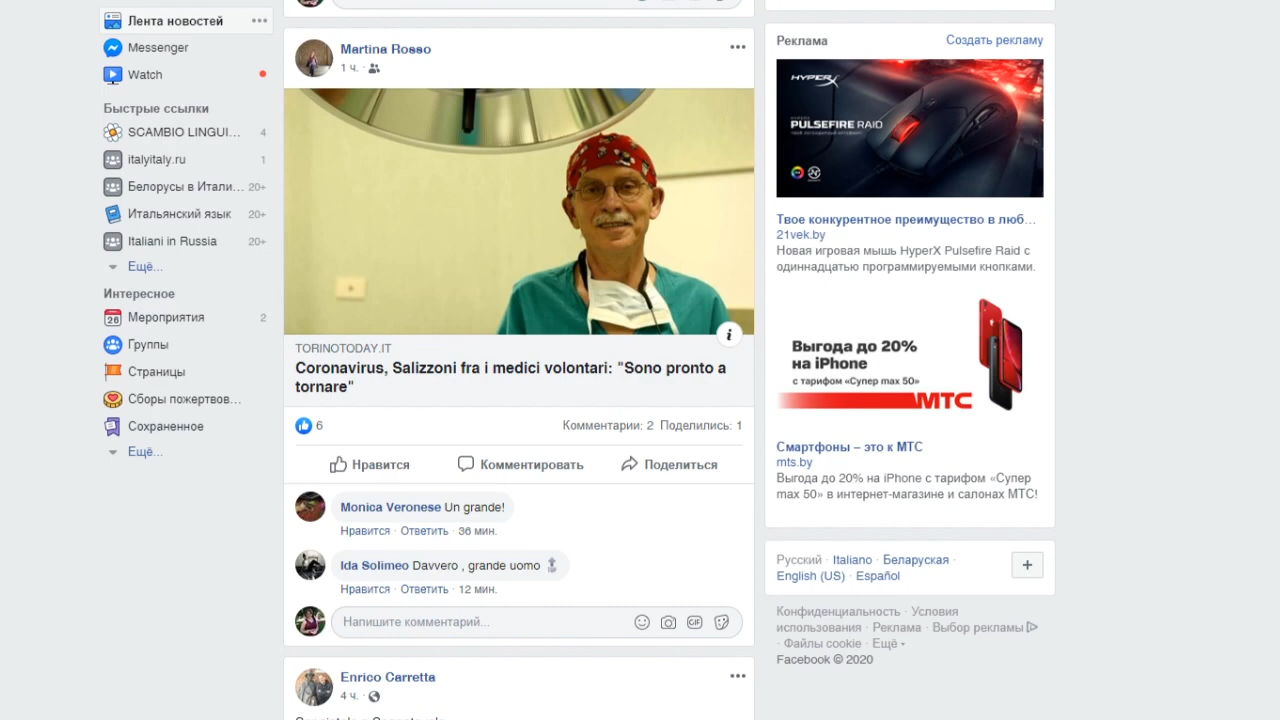 Лента новостей
Messenger
Watch
Быстрые ссылки
SCAMBIO LINGUI... 4
italyitaly.ru 1
Белорусы в Итали... 20+
Итальянский язык 20+
Italiani in Russia 20+
Ещё...
Интересное
26 Мероприятия 2
Группы
Страницы
Сборы пожертвов...
Сохраненное
Ещё...
Martina Rosso
1 ч.
TORINOTODAY.IT
Coronavirus, Salizzoni fra i medici volontari: "Sono pronto a
tornare"
6 Комментарии: 2 Поделились: 1
Нравится Комментировать Поделиться
Monica Veronese Un grande!
Нравится · Ответить · 36 мин.
Ida Solimeo Davvero , grande uomo
Нравится · Ответить · 12 мин.
Напишите комментарий...
GIF
Enrico Carretta
4 ч.
Реклама Создать рекламу
HYPERX
PULSEFIRE RAID
Твое конкурентное преимущество в люб...
21vek.by
Новая игровая мышь HyperX Pulsefire Raid с
одиннадцатью программируемыми кнопками.
Выгода до 20%
на iPhone
с тарифом «Супер max 50»
МТС
Смартфоны – это к МТС
mts.by
Выгода до 20% на iPhone с тарифом «Супер
max 50» в интернет-магазине и салонах МТС!
Русский · Italiano · Беларуская ·
English (US) · Español
Конфиденциальность · Условия
использования · Реклама · Выбор рекламы
· Файлы cookie · Ещё
Facebook © 2020